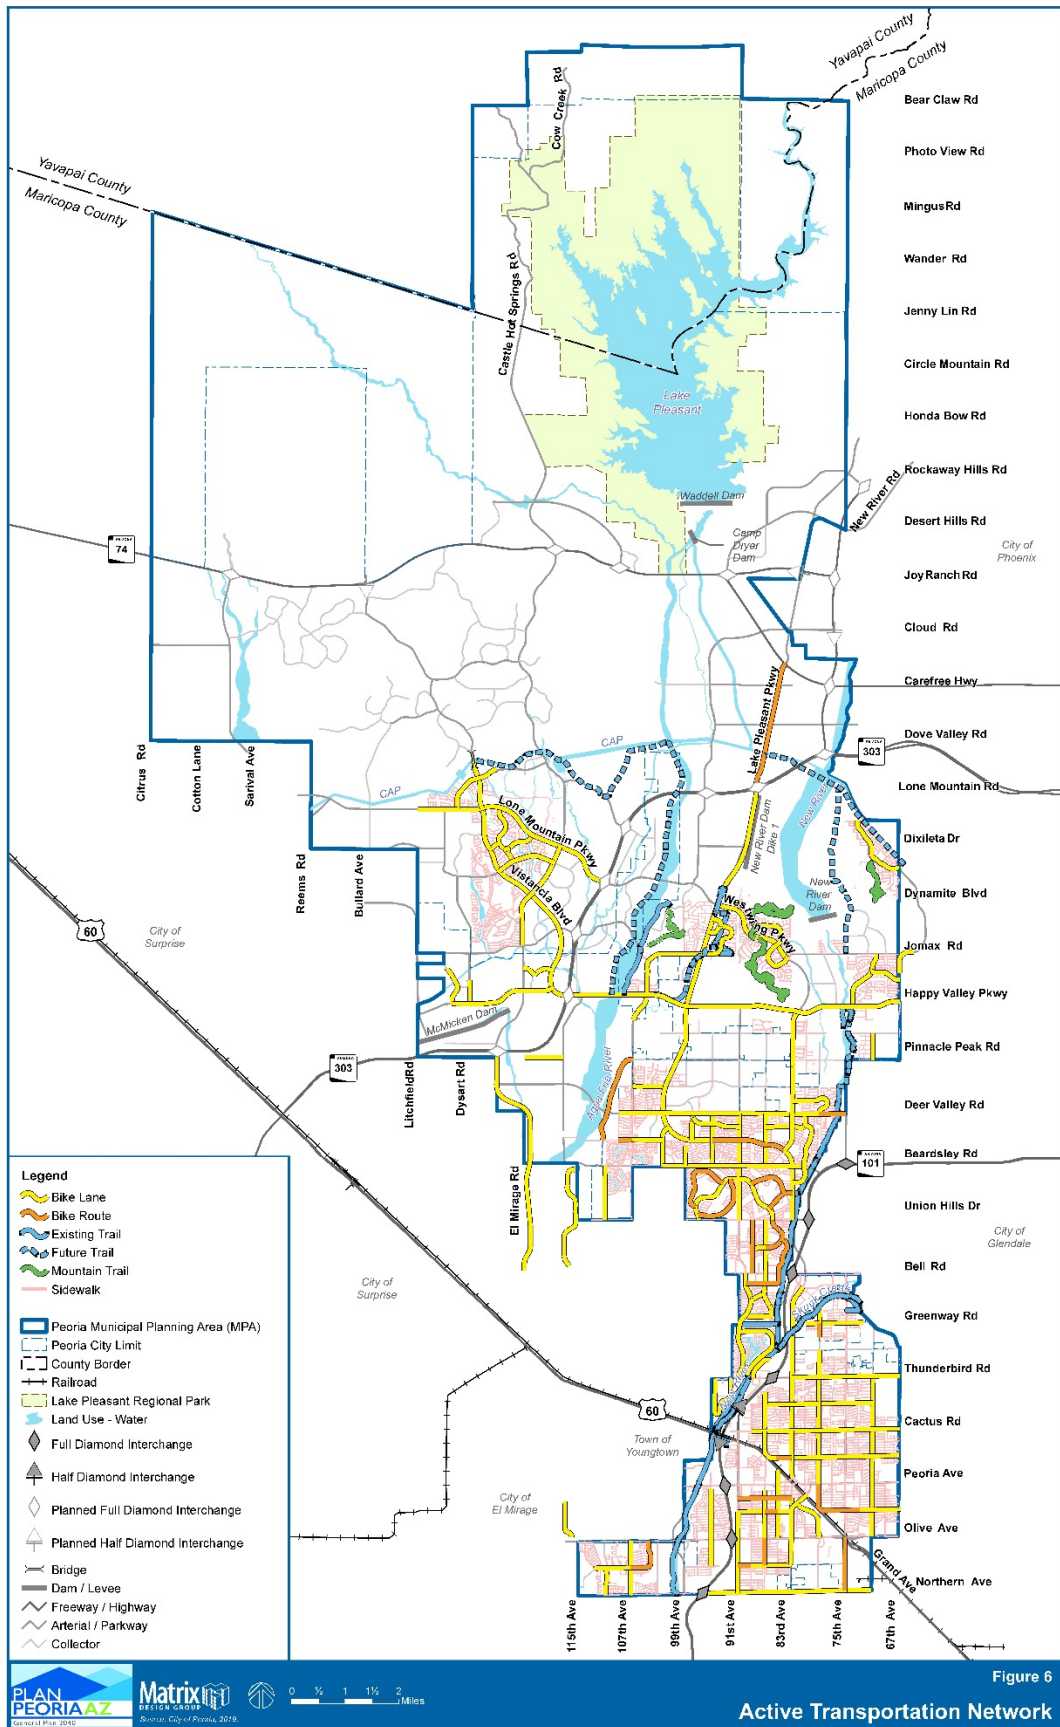 Yavapai County
Maricopa County
Bear Claw Rd
Cow Creek Rd
Photo View Rd
Yavapai County
Maricopa County
Mingus Rd
Wander Rd
Castle Hot Springs Rd
Jenny Lin Rd
Circle Mountain Rd
Lake
Pleasant
Honda Bow Rd
Rockaway Hills Rd
New River Rd
Waddell Dam
Desert Hills Rd
Camp
Dryer
Dam
City of
Phoenix
74
Joy Ranch Rd
Cloud Rd
Carefree Hwy
Lake Pleasant Pkwy
Dove Valley Rd
CAP
303
Citrus Rd
Cotton Lane
Sarival Ave
CAP
Lone Mountain Rd
New River
Lone Mountain Pkwy
New River Dam
Dike 1
Dixileta Dr
Reems Rd
Bullard Ave
Vistancia Blvd
New
River
Dam
Dynamite Blvd
Westwing Pkwy
60
City of
Surprise
Jomax Rd
Happy Valley Pkwy
McMicken Dam
Pinnacle Peak Rd
303
Litchfield Rd
Dysart Rd
Agua Fria River
Deer Valley Rd
Beardsley Rd
101
El Mirage Rd
Union Hills Dr
City of
Glendale
Bell Rd
City of
Surprise
Skunk Creek
Greenway Rd
Thunderbird Rd
60
Cactus Rd
Town of
Youngtown
Peoria Ave
City of
El Mirage
Olive Ave
Grand Ave
Northern Ave
115th Ave
107th Ave
99th Ave
91st Ave
83rd Ave
75th Ave
67th Ave
Legend
Bike Lane
Bike Route
Existing Trail
Future Trail
Mountain Trail
Sidewalk
Peoria Municipal Planning Area (MPA)
Peoria City Limit
County Border
Railroad
Lake Pleasant Regional Park
Land Use - Water
Full Diamond Interchange
Half Diamond Interchange
Planned Full Diamond Interchange
Planned Half Diamond Interchange
Bridge
Dam / Levee
Freeway / Highway
Arterial / Parkway
Collector
PLAN
PEORIA AZ
General Plan 2040
Matrix
DESIGN GROUP
Source: City of Peoria, 2019.
0 ½ 1 1½ 2
Miles
Figure 6
Active Transportation Network